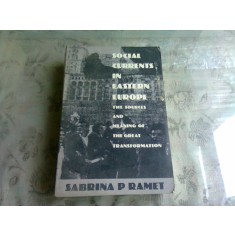 SOCIAL
CURRENTS
IN
EASTERN
EUROPE
THE SOURCES
AND
MEANING OF
THE GREAT
TRANSFORMATION
SABRINA P RAMET